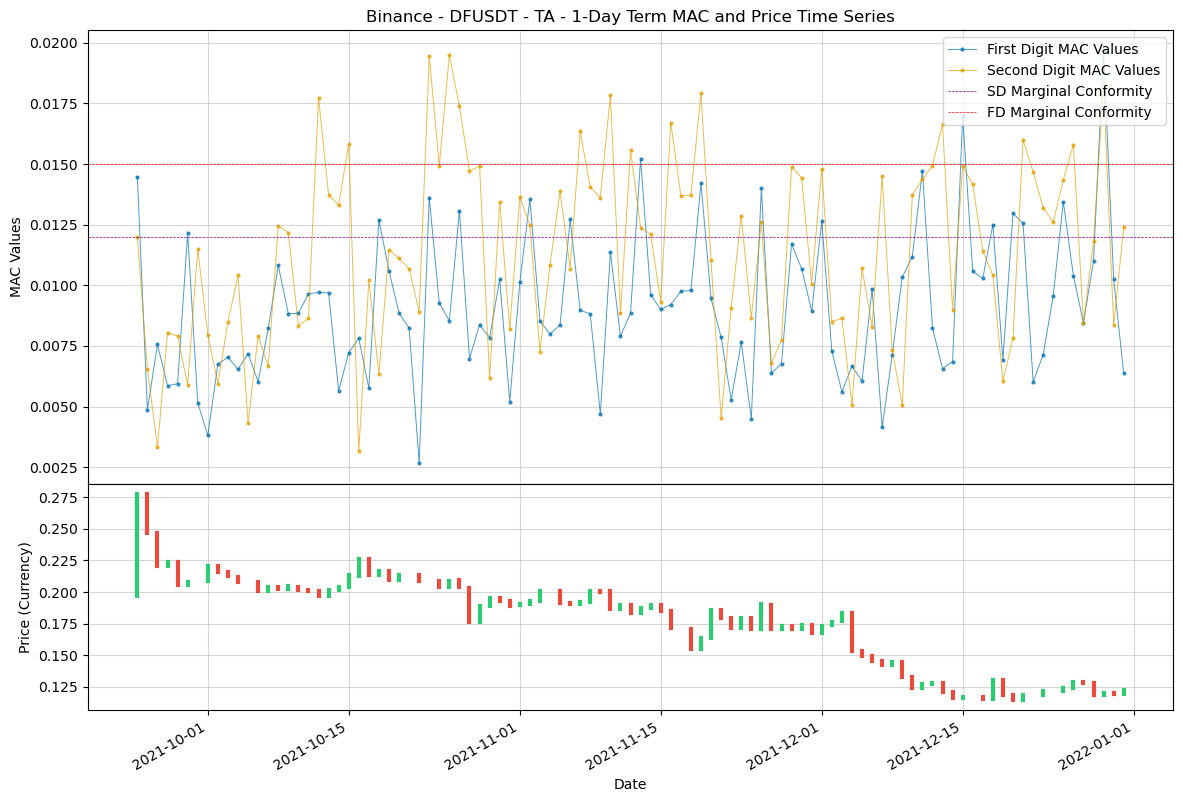 Binance - DFUSDT - TA - 1-Day Term MAC and Price Time Series
First Digit MAC Values
Second Digit MAC Values
SD Marginal Conformity
FD Marginal Conformity
MAC Values
0.0200
0.0175
0.0150
0.0125
0.0100
0.0075
0.0050
0.0025
Price (Currency)
0.275
0.250
0.225
0.200
0.175
0.150
0.125
2021-10-01
2021-10-15
2021-11-01
2021-11-15
2021-12-01
2021-12-15
2022-01-01
Date